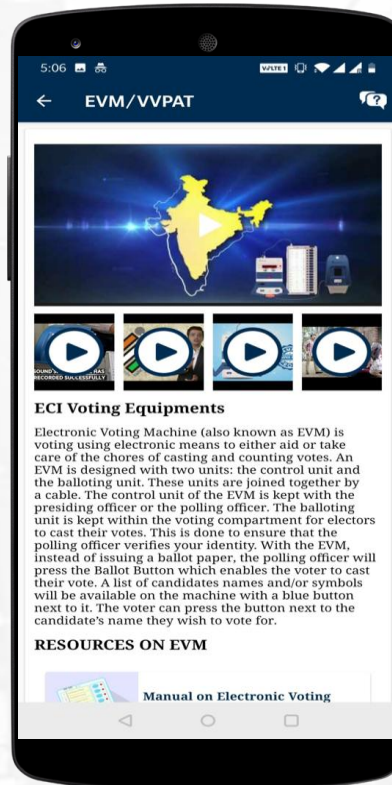 5:06
VoLTE 1
EVM/VVPAT
SOUND
RECORDED SUCCESSFULLY
ECI Voting Equipments
Electronic Voting Machine (also known as EVM) is
voting using electronic means to either aid or take
care of the chores of casting and counting votes. An
EVM is designed with two units: the control unit and
the balloting unit. These units are joined together by
a cable. The control unit of the EVM is kept with the
presiding officer or the polling officer. The balloting
unit is kept within the voting compartment for electors
to cast their votes. This is done to ensure that the
polling officer verifies your identity. With the EVM,
instead of issuing a ballot paper, the polling officer will
press the Ballot Button which enables the voter to cast
their vote. A list of candidates names and/or symbols
will be available on the machine with a blue button
next to it. The voter can press the button next to the
candidate’s name they wish to vote for.
RESOURCES ON EVM
Manual on Electronic Voting